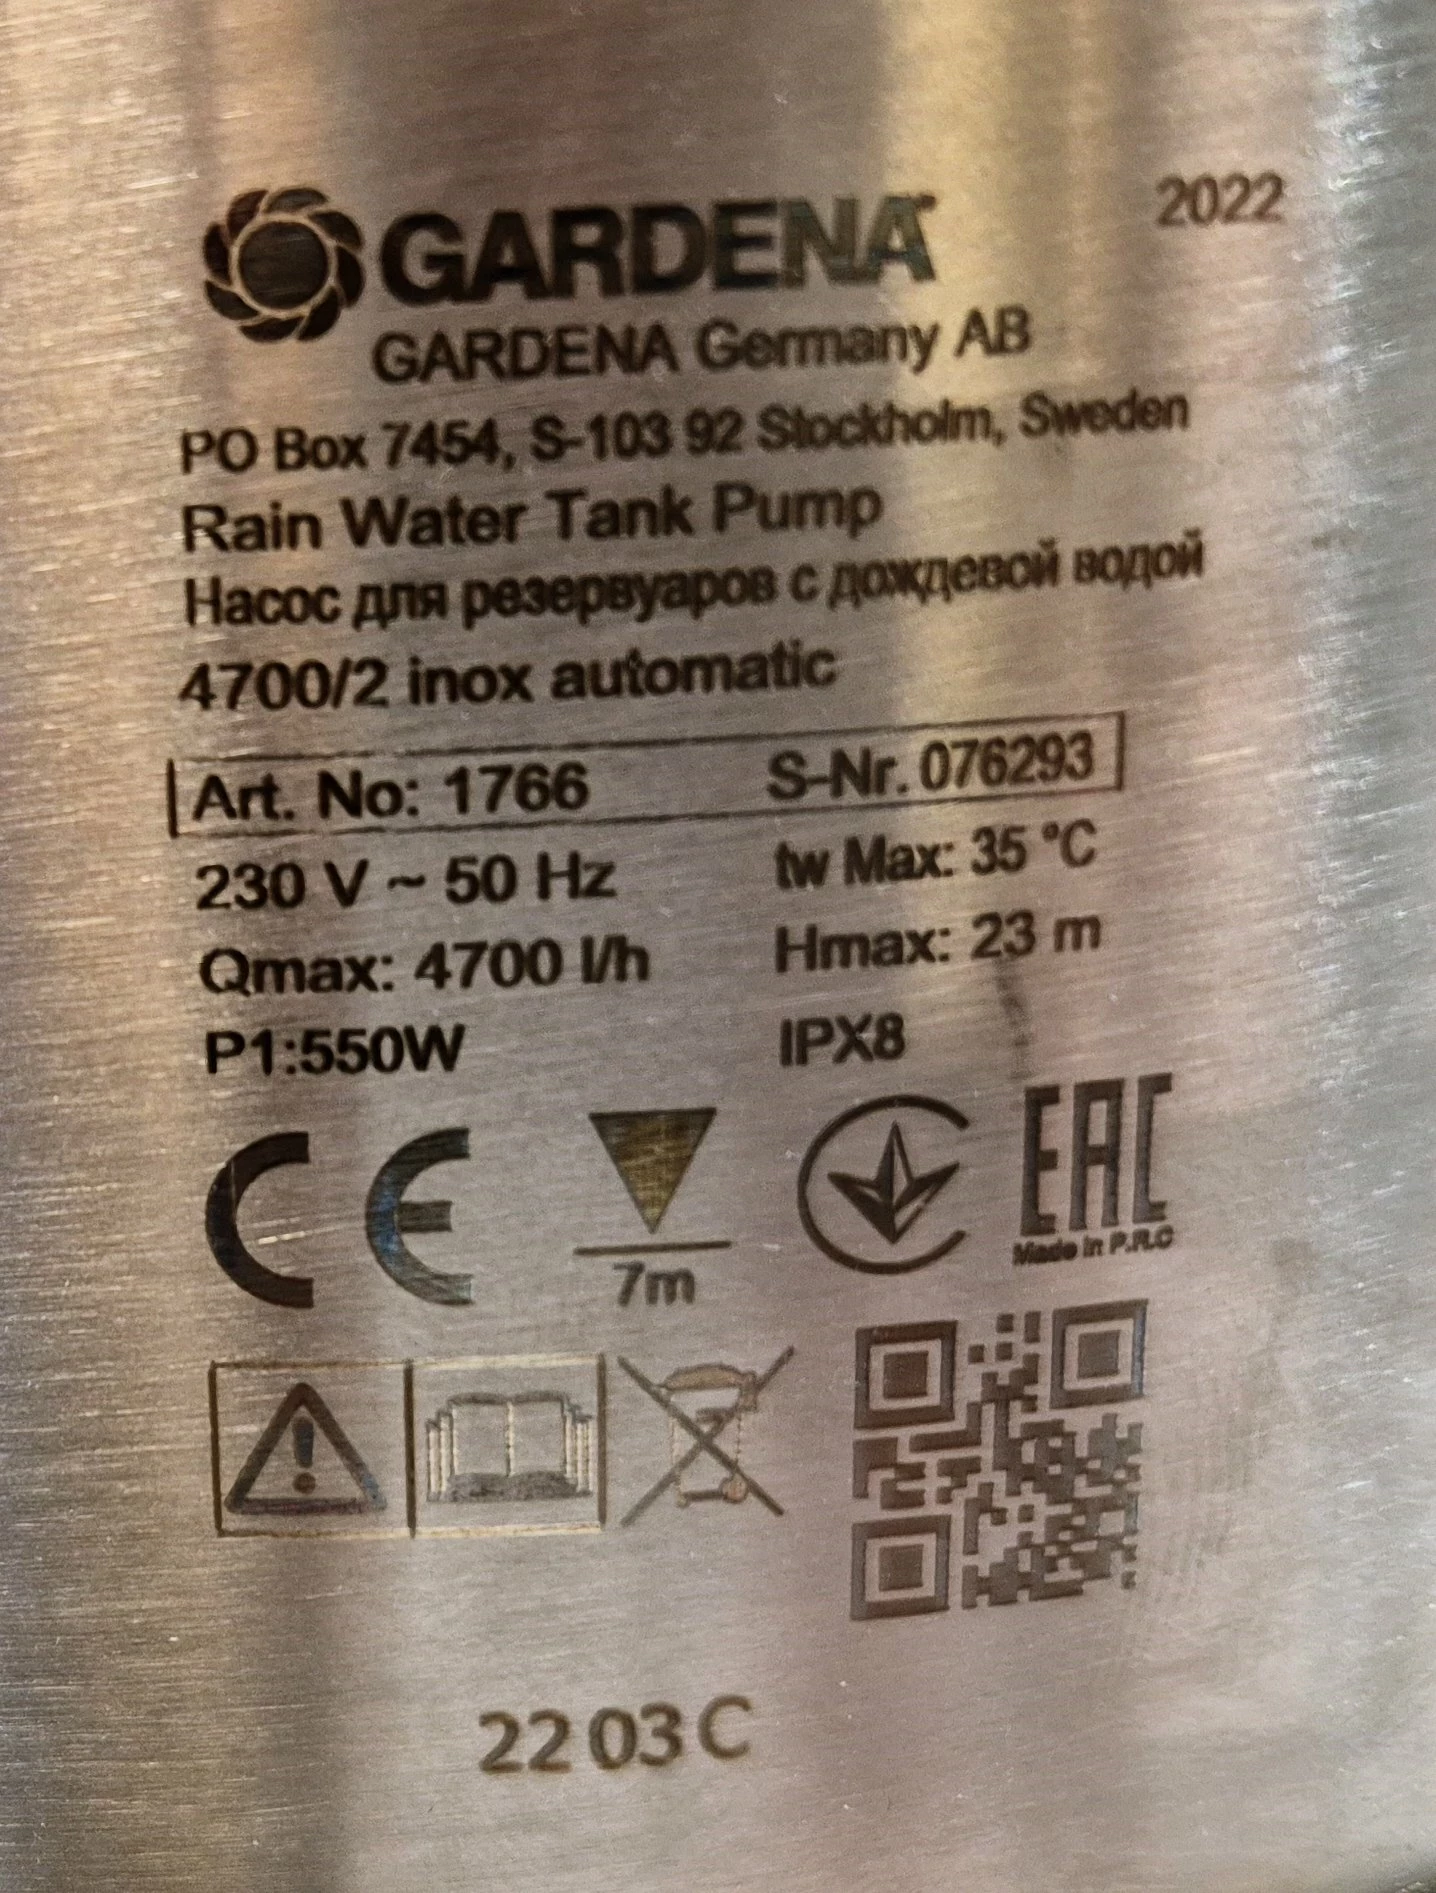 2022
GARDENA
GARDENA Germany AB
PO Box 7454, S-103 92 Stockholm, Sweden
Rain Water Tank Pump
Насос для резервуаров с дождевой водой
4700/2 inox automatic
Art. No: 1766 S-Nr. 076293
230 V ~ 50 Hz tw Max: 35 °C
Qmax: 4700 l/h Hmax: 23 m
P1:550W IPX8
CE
7m
EAC
Made in P.R.C
22 03 C